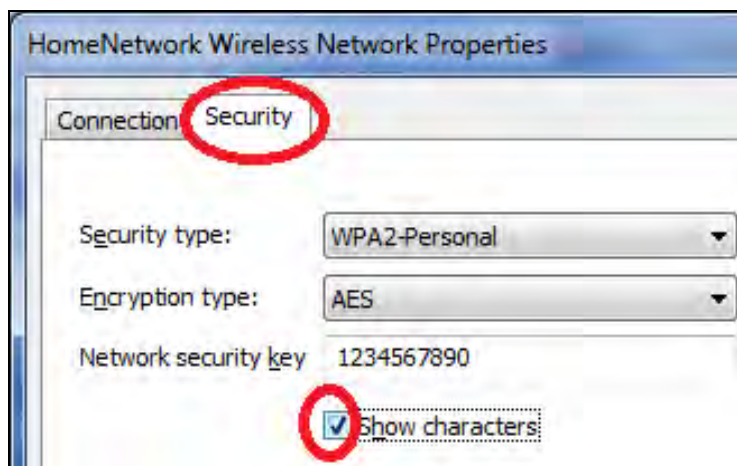 HomeNetwork Wireless Network Properties
Connection Security
Security type: WPA2-Personal
Encryption type: AES
Network security key 1234567890
Show characters